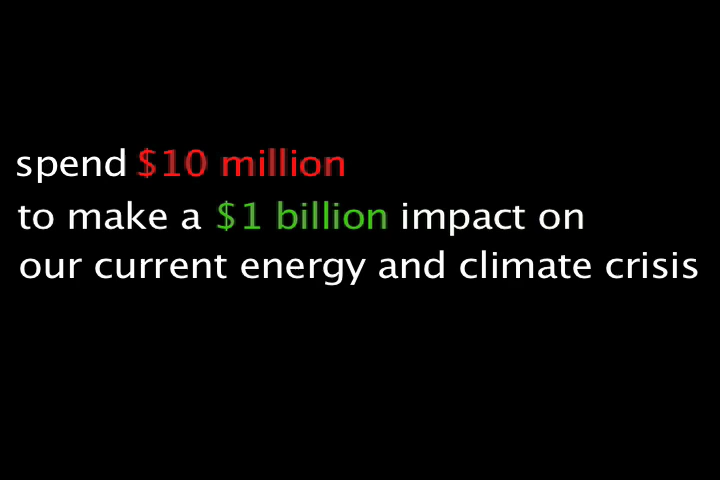 spend $10 million
to make a $1 billion impact on
our current energy and climate crisis